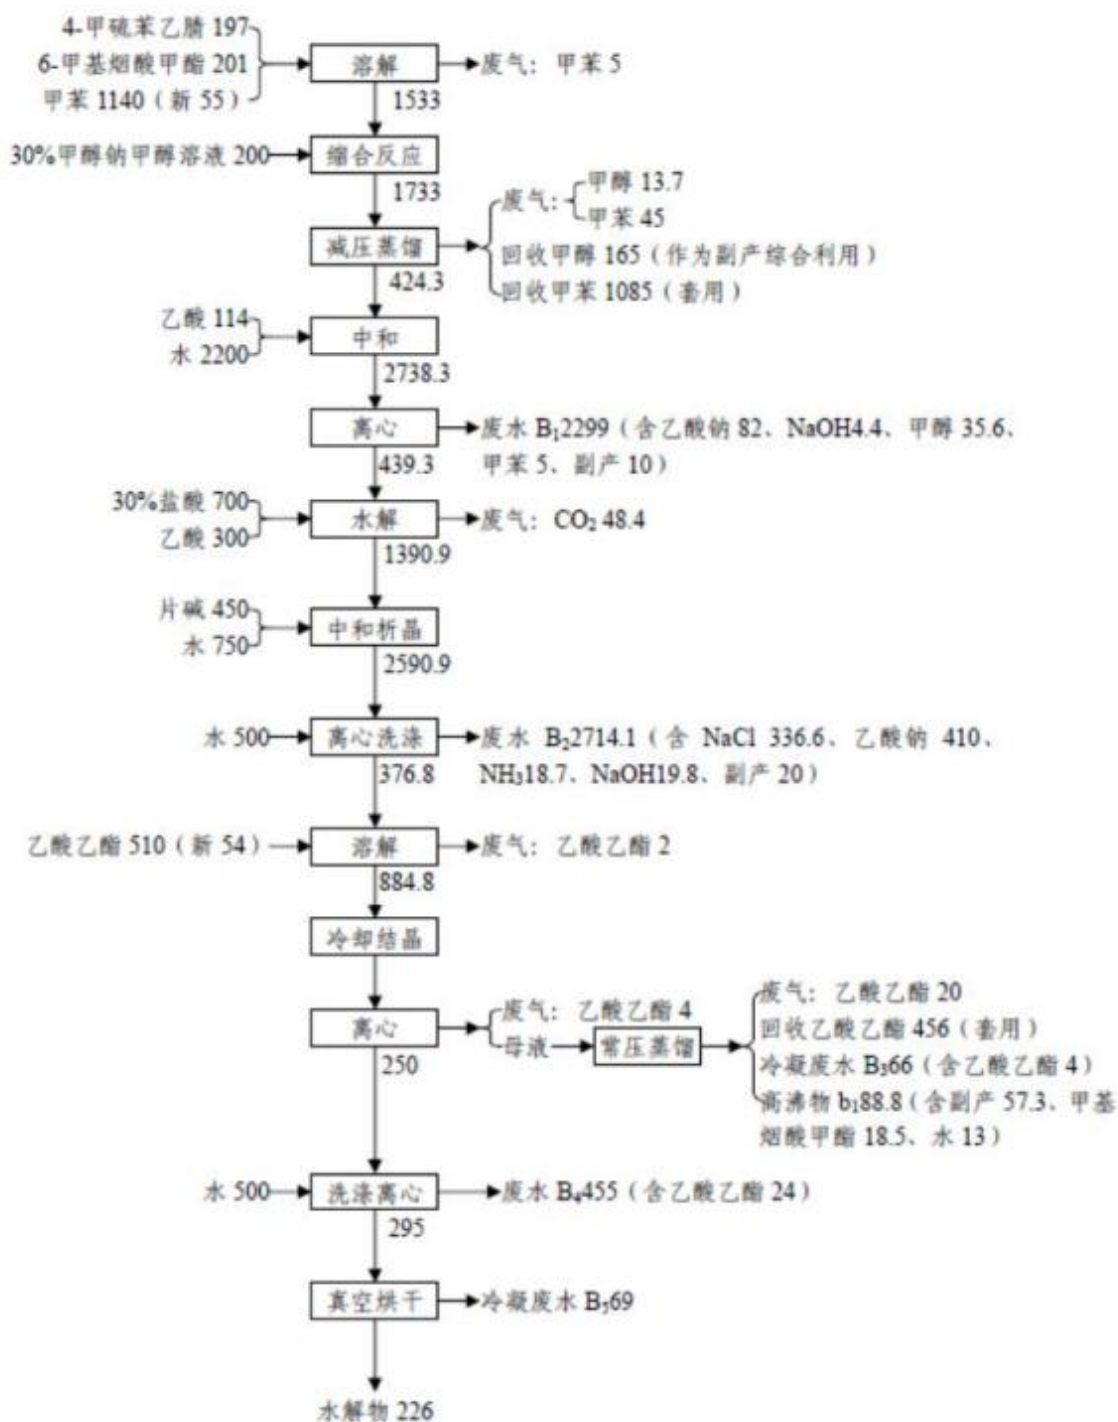 4-甲硫苯乙腈 197
6-甲基烟酸甲酯 201
甲苯 1140（新 55）
溶解
废气：甲苯 5
1533
30%甲醇钠甲醇溶液 200
缩合反应
1733
减压蒸馏
废气：
甲醇 13.7
甲苯 45
回收甲醇 165（作为副产综合利用）
回收甲苯 1085（套用）
424.3
乙酸 114
水 2200
中和
2738.3
离心
废水 B₁2299（含乙酸钠 82、NaOH4.4、甲醇 35.6、
甲苯 5、副产 10）
439.3
30%盐酸 700
乙酸 300
水解
废气：CO₂ 48.4
1390.9
片碱 450
水 750
中和析晶
2590.9
水 500
离心洗涤
废水 B₂2714.1（含 NaCl 336.6、乙酸钠 410、
NH₃18.7、NaOH19.8、副产 20）
376.8
乙酸乙酯 510（新 54）
溶解
废气：乙酸乙酯 2
884.8
冷却结晶
离心
废气：乙酸乙酯 4
母液
常压蒸馏
废气：乙酸乙酯 20
回收乙酸乙酯 456（套用）
冷凝废水 B₃66（含乙酸乙酯 4）
高沸物 b₁88.8（含副产 57.3、甲基
烟酸甲酯 18.5、水 13）
250
水 500
洗涤离心
废水 B₄455（含乙酸乙酯 24）
295
真空烘干
冷凝废水 B₅69
水解物 226